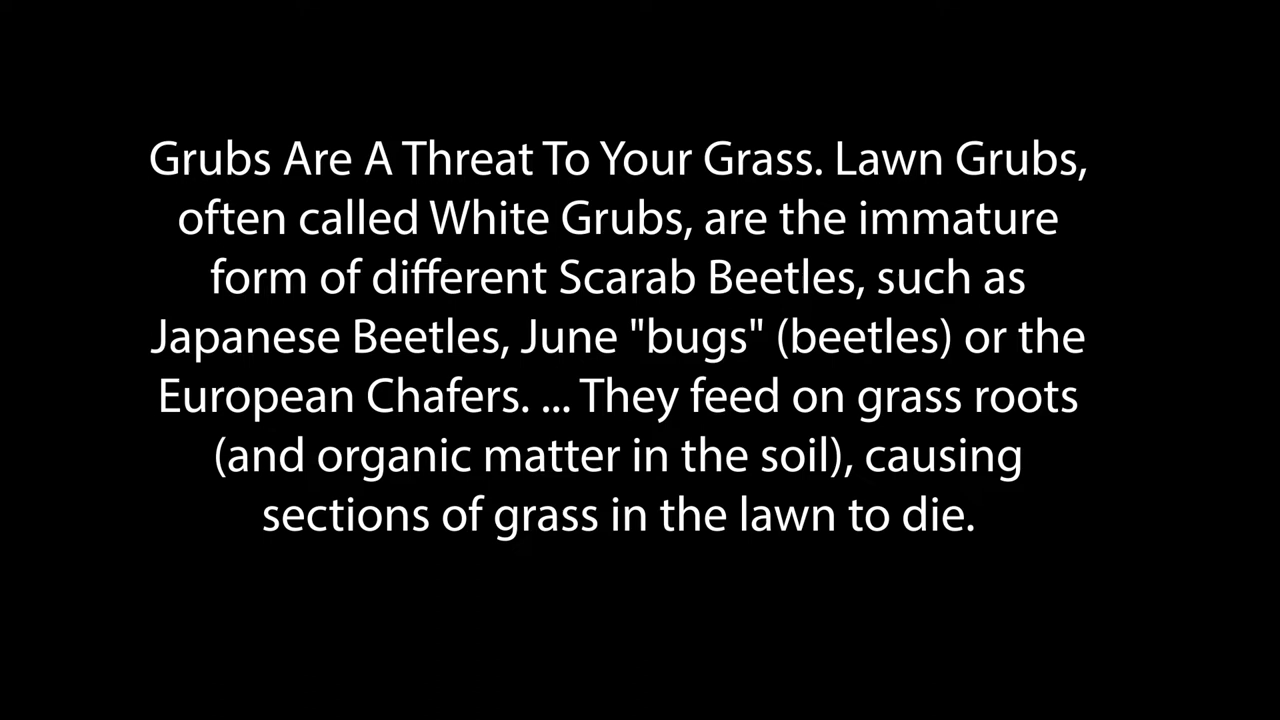 Grubs Are A Threat To Your Grass. Lawn Grubs,
often called White Grubs, are the immature
form of different Scarab Beetles, such as
Japanese Beetles, June "bugs" (beetles) or the
European Chafers. ... They feed on grass roots
(and organic matter in the soil), causing
sections of grass in the lawn to die.